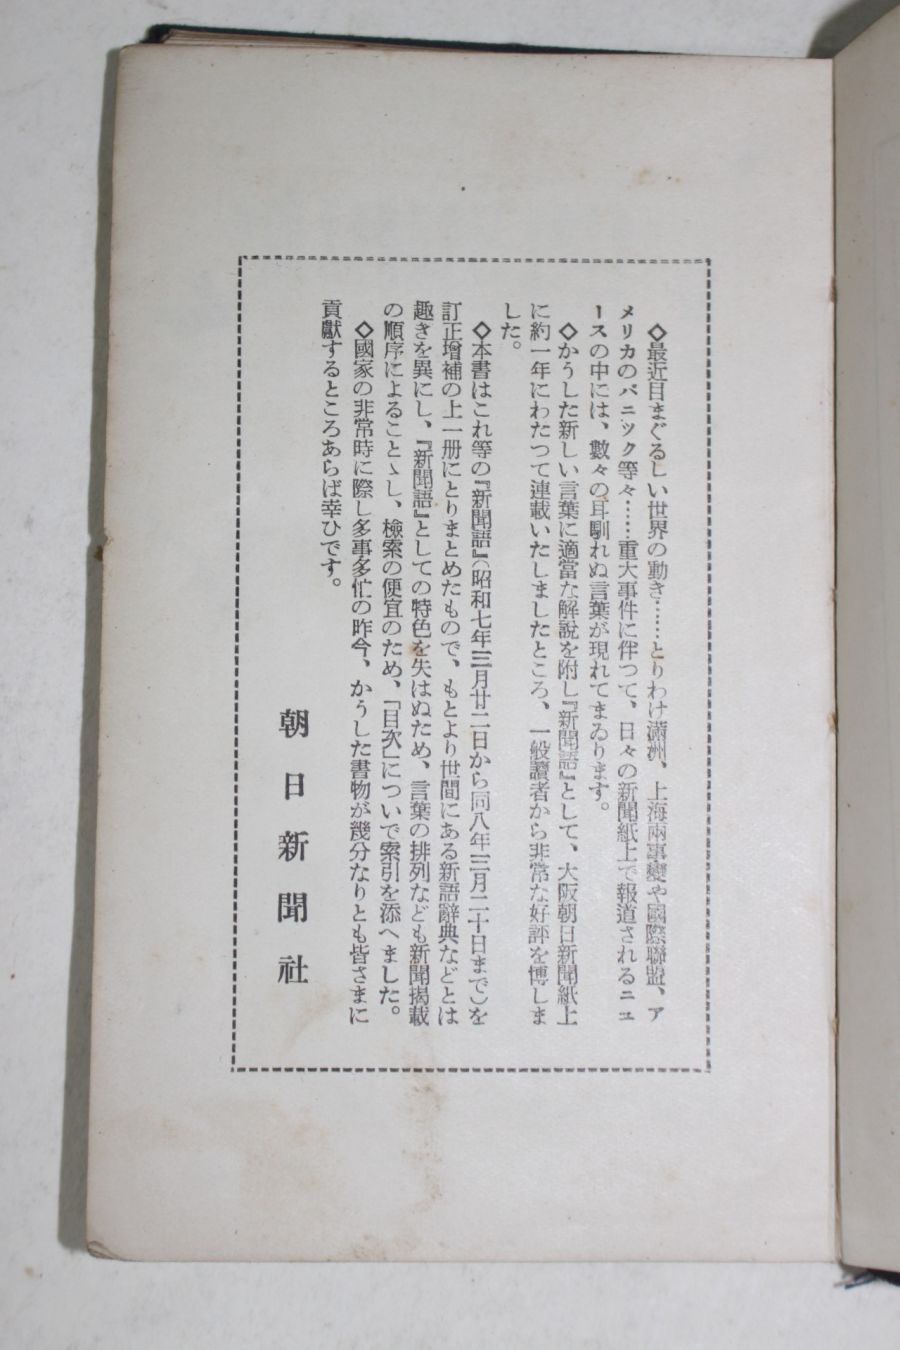 ◇最近目まぐるしい世界の動き……とりわけ滿洲、上海兩事變や國際聯盟、ア
メリカのパニック等々……重大事件に伴つて、日々の新聞紙上で報道されるニュ
ースの中には、數々の耳馴れぬ言葉が現れてまゐります。
◇かうした新しい言葉に適當な解說を附し『新聞語』として、大阪朝日新聞紙上
に約一年にわたつて連載いたしましたところ、一般讀者から非常な好評を博しま
した。
◇本書はこれ等の『新聞語』(昭和七年三月廿二日から同八年三月二十日まで)を
訂正增補の上一册にとりまとめたもので、もとより世間にある新語辭典などとは
趣きを異にし、『新聞語』としての特色を失はぬため、言葉の排列なども新聞揭載
の順序によることゝし、檢索の便宜のため、「目次」についで索引を添へました。
◇國家の非常時に際し多事多忙の昨今、かうした書物が幾分なりとも皆さまに
貢獻するところあらば幸ひです。
朝日新聞社